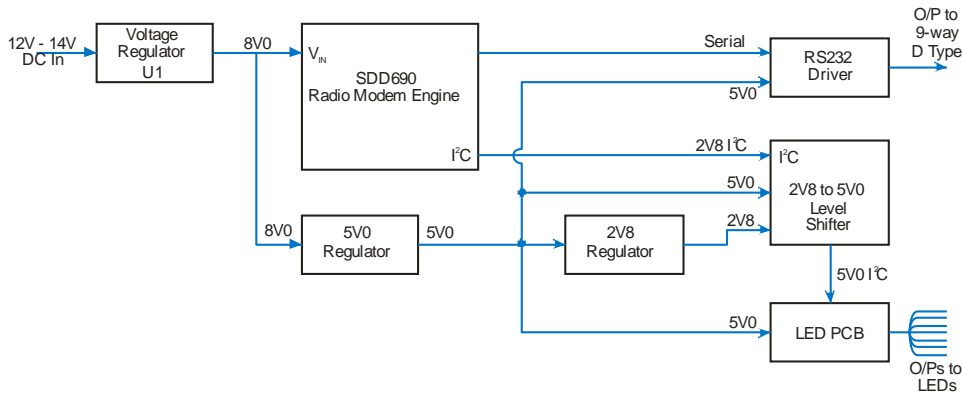 12V - 14V
DC In
Voltage
Regulator
U1
8V0
V_IN
SDD690
Radio Modem Engine
I²C
Serial
5V0
RS232
Driver
O/P to
9-way
D Type
2V8 I²C
5V0
2V8
I²C
2V8 to 5V0
Level
Shifter
8V0
5V0
Regulator
5V0
2V8
Regulator
5V0 I²C
5V0
LED PCB
O/Ps to
LEDs